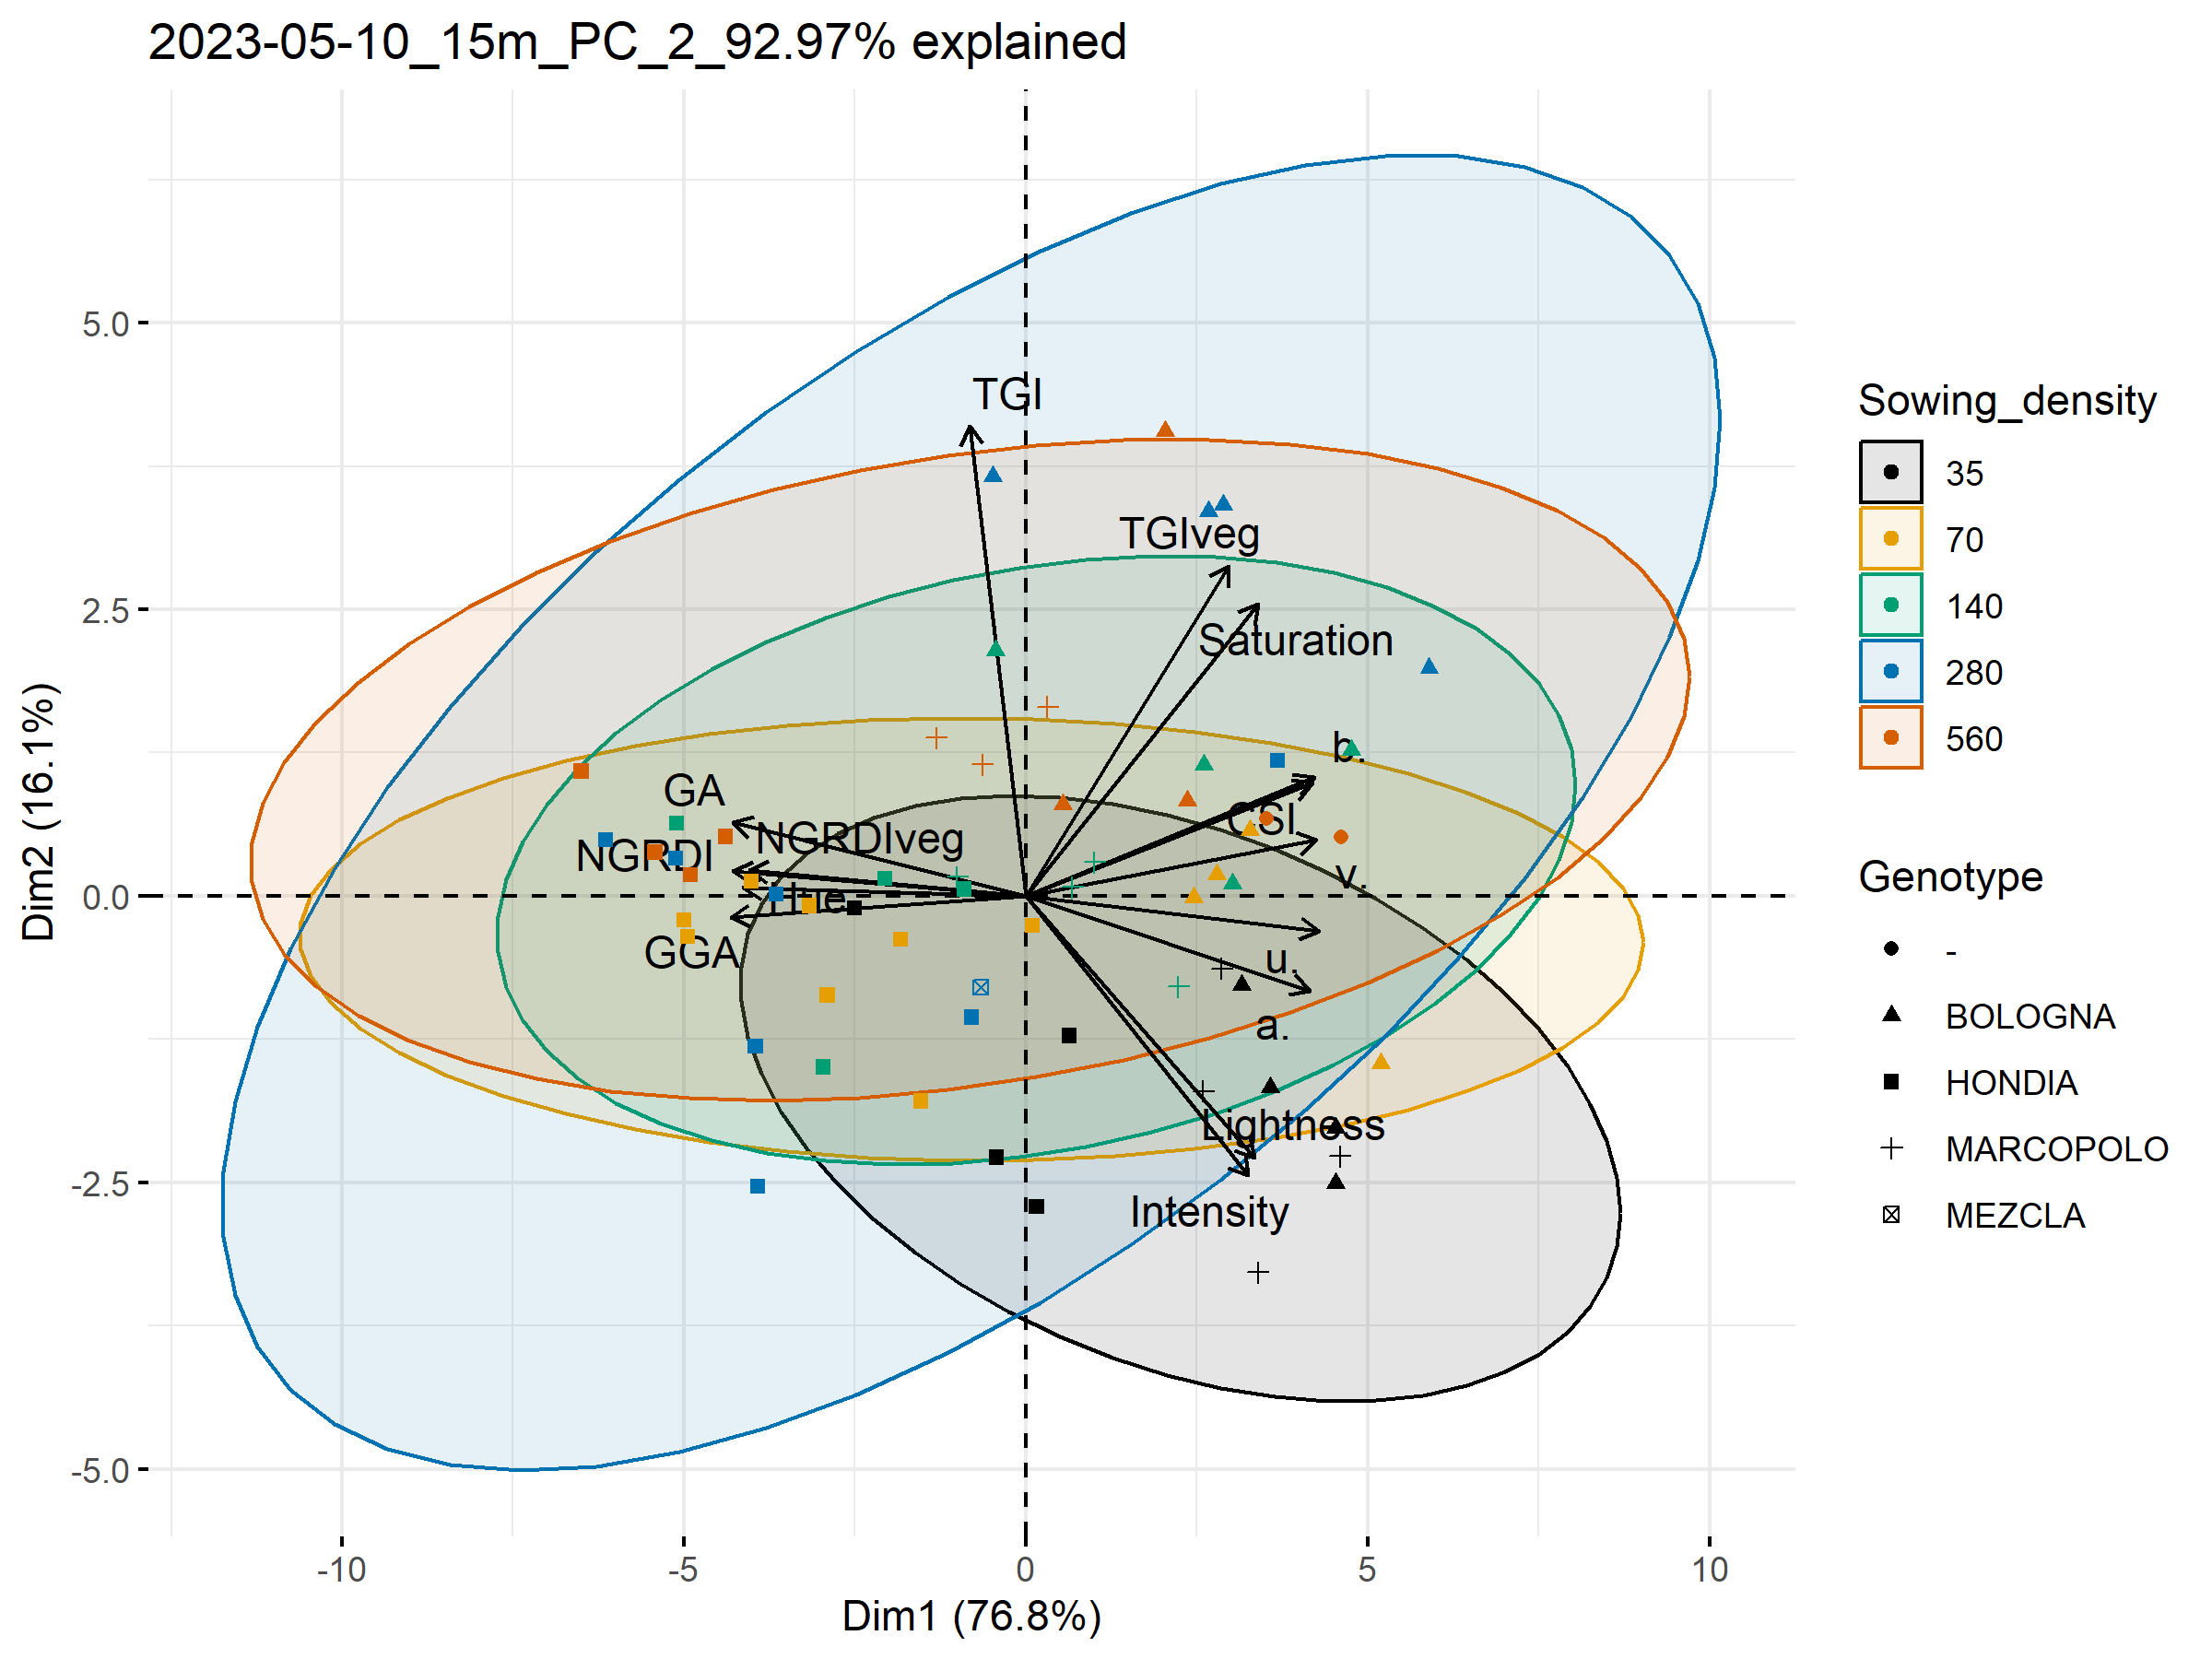 2023-05-10_15m_PC_2_92.97% explained
Dim2 (16.1%)
5.0
2.5
0.0
-2.5
-5.0
TGI
TGIveg
Saturation
b.
CSI
v.
GA
NGRDIveg
NGRDI
Hue
GGA
u.
a.
Lightness
Intensity
-10
-5
0
5
10
Dim1 (76.8%)
Sowing_density
35
70
140
280
560
Genotype
-
BOLOGNA
HONDIA
MARCOPOLO
MEZCLA